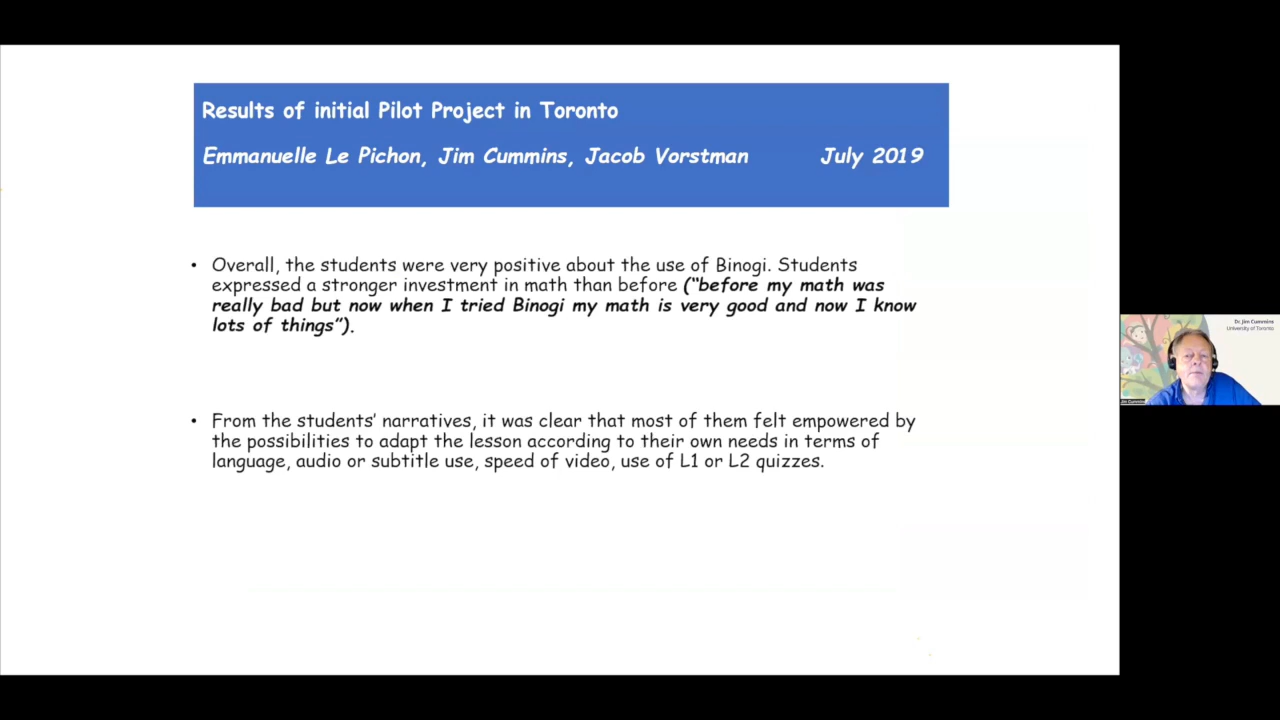 Results of initial Pilot Project in Toronto
Emmanuelle Le Pichon, Jim Cummins, Jacob Vorstman July 2019
• Overall, the students were very positive about the use of Binogi. Students
expressed a stronger investment in math than before (“before my math was
really bad but now when I tried Binogi my math is very good and now I know
lots of things”).
• From the students’ narratives, it was clear that most of them felt empowered by
the possibilities to adapt the lesson according to their own needs in terms of
language, audio or subtitle use, speed of video, use of L1 or L2 quizzes.
Dr. Jim Cummins
University of Toronto
Jim Cummins